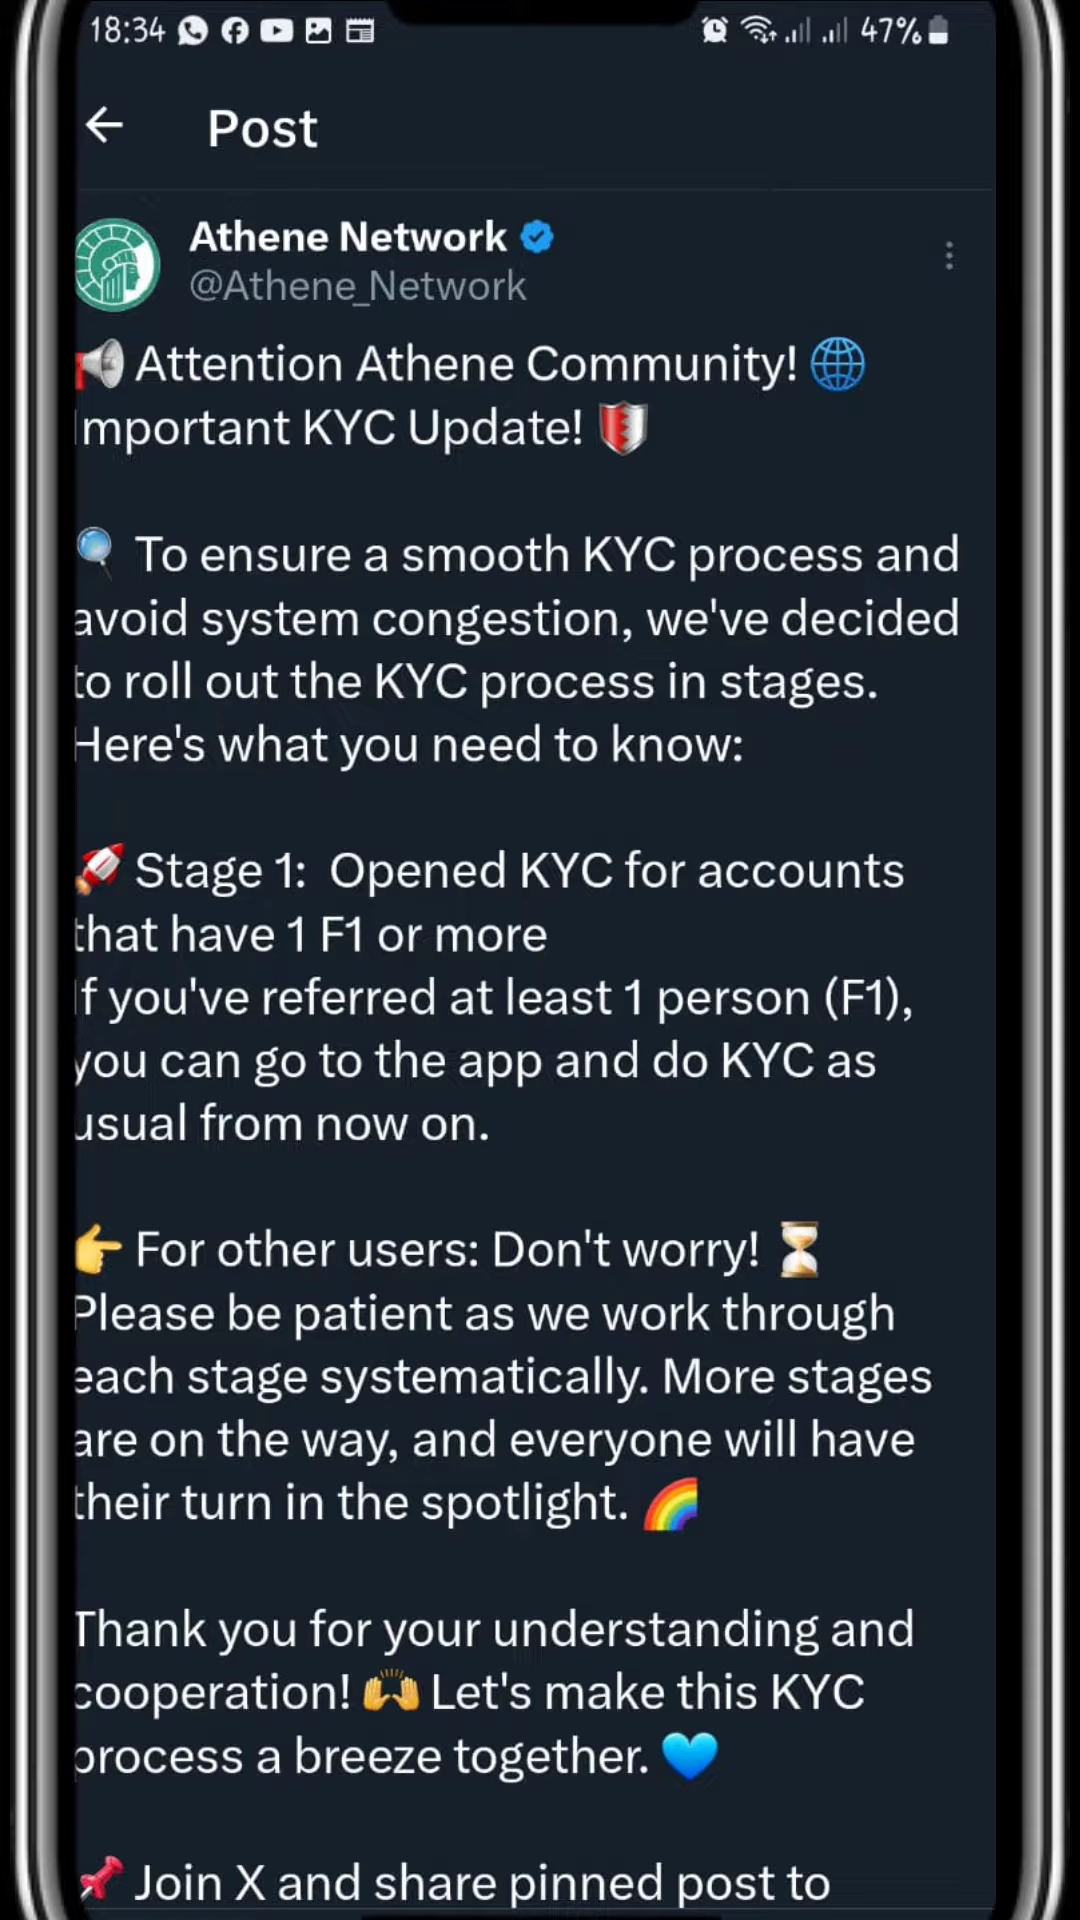 18:34 47%
Post
Athene Network
@Athene_Network
📢 Attention Athene Community! 🌐
Important KYC Update! 🛡️
🔍 To ensure a smooth KYC process and
avoid system congestion, we've decided
to roll out the KYC process in stages.
Here's what you need to know:
🚀 Stage 1: Opened KYC for accounts
that have 1 F1 or more
If you've referred at least 1 person (F1),
you can go to the app and do KYC as
usual from now on.
👉 For other users: Don't worry! ⏳
Please be patient as we work through
each stage systematically. More stages
are on the way, and everyone will have
their turn in the spotlight. 🌈
Thank you for your understanding and
cooperation! 🙌 Let's make this KYC
process a breeze together. 💙
📌 Join X and share pinned post to